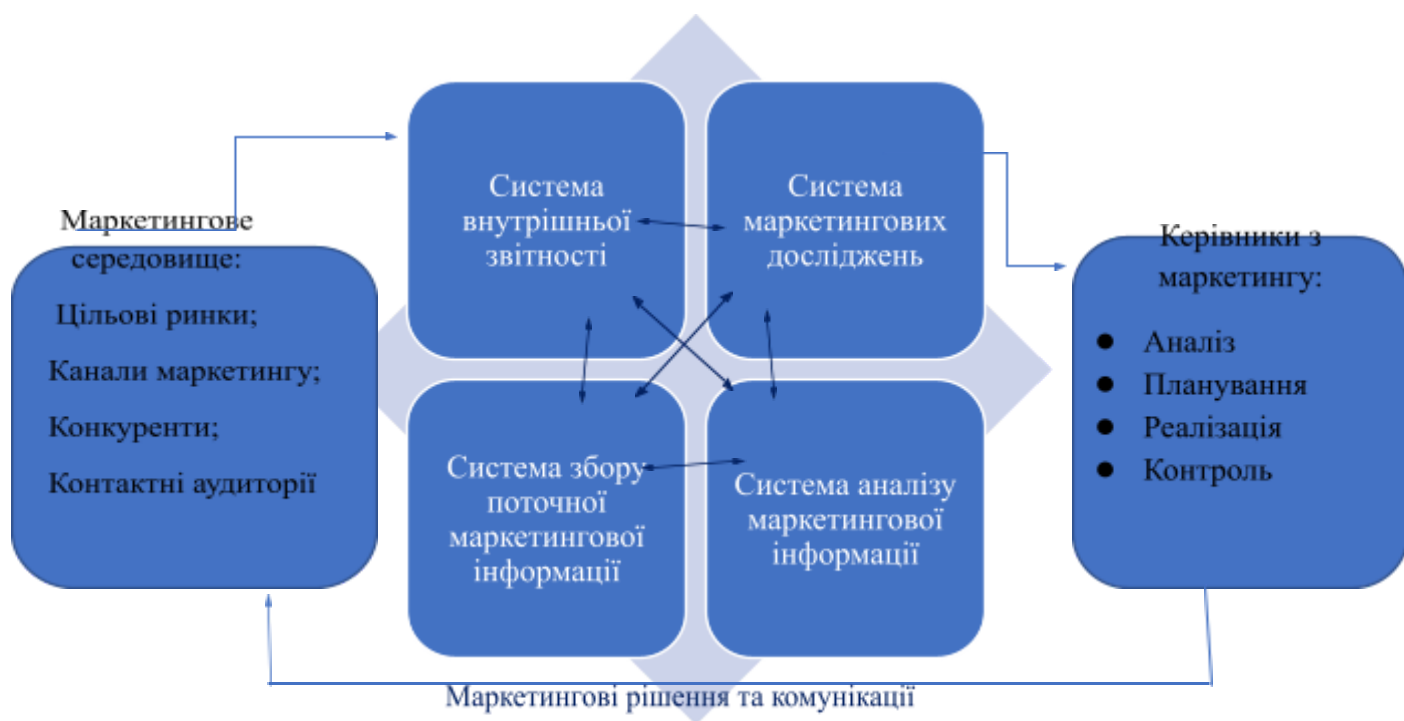 Маркетингове
середовище:
Цільові ринки;
Канали маркетингу;
Конкуренти;
Контактні аудиторії
Система
внутрішньої
звітності
Система
маркетингових
досліджень
Система збору
поточної
маркетингової
інформації
Система аналізу
маркетингової
інформації
Керівники з
маркетингу:
● Аналіз
● Планування
● Реалізація
● Контроль
Маркетингові рішення та комунікації